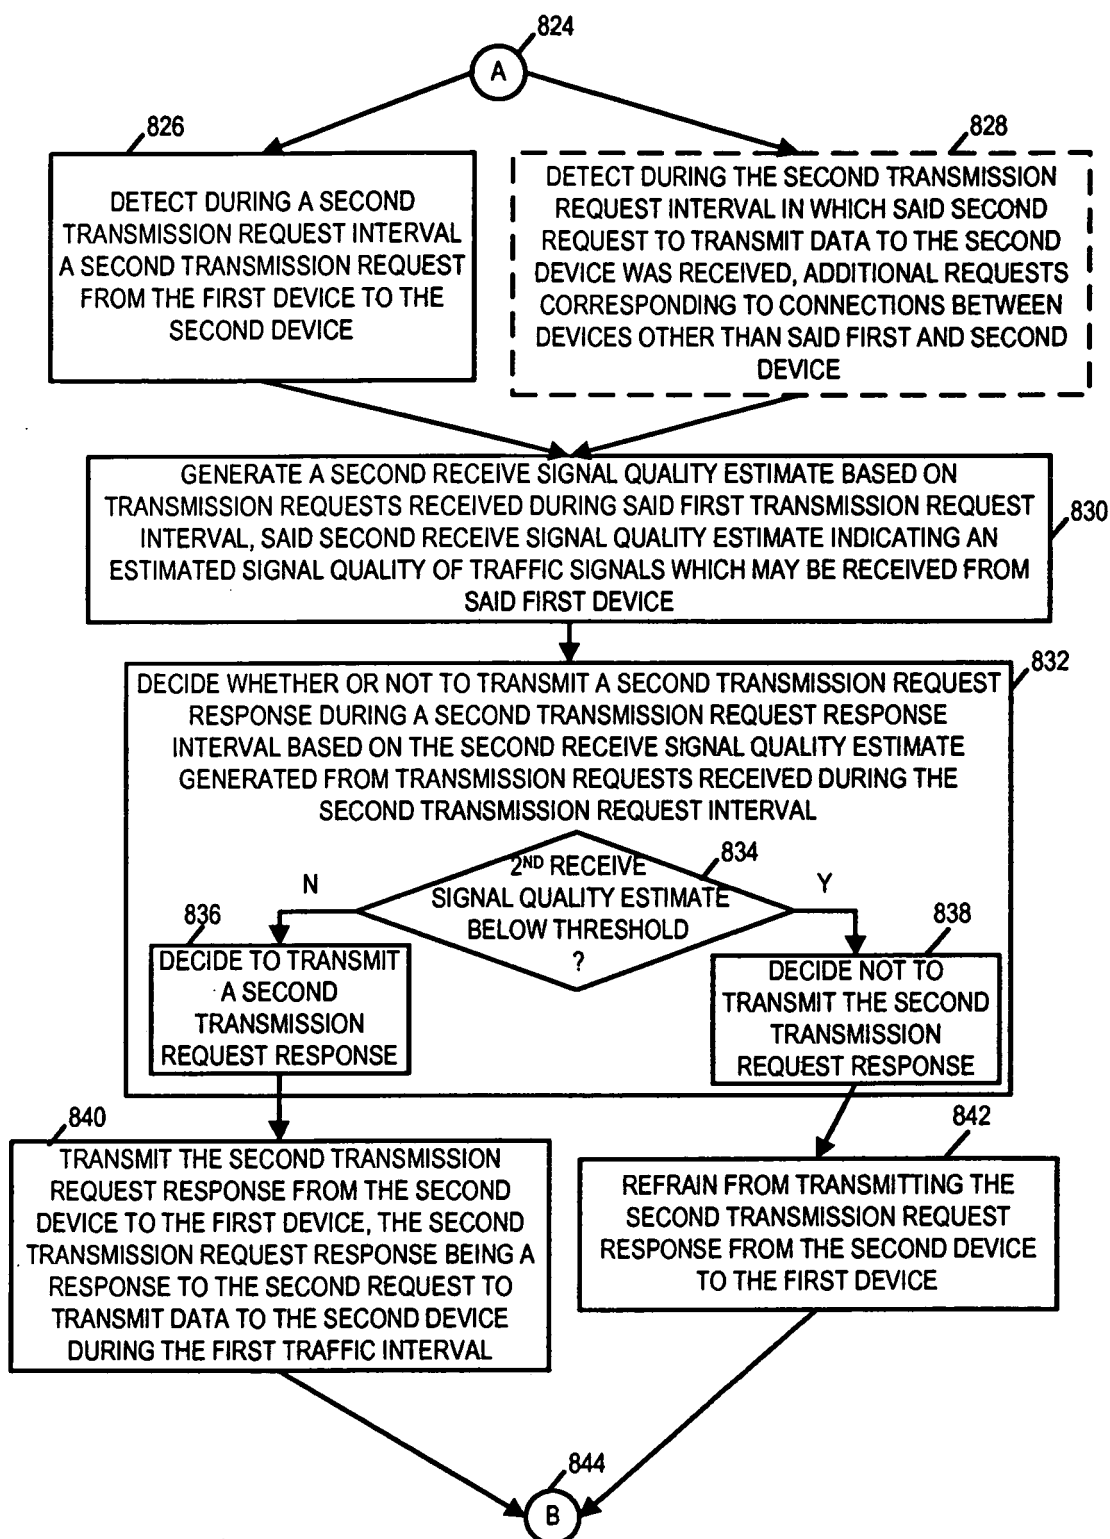 824
A
826
DETECT DURING A SECOND
TRANSMISSION REQUEST INTERVAL
A SECOND TRANSMISSION REQUEST
FROM THE FIRST DEVICE TO THE
SECOND DEVICE
828
DETECT DURING THE SECOND TRANSMISSION
REQUEST INTERVAL IN WHICH SAID SECOND
REQUEST TO TRANSMIT DATA TO THE SECOND
DEVICE WAS RECEIVED, ADDITIONAL REQUESTS
CORRESPONDING TO CONNECTIONS BETWEEN
DEVICES OTHER THAN SAID FIRST AND SECOND
DEVICE
GENERATE A SECOND RECEIVE SIGNAL QUALITY ESTIMATE BASED ON
TRANSMISSION REQUESTS RECEIVED DURING SAID FIRST TRANSMISSION REQUEST
INTERVAL, SAID SECOND RECEIVE SIGNAL QUALITY ESTIMATE INDICATING AN
ESTIMATED SIGNAL QUALITY OF TRAFFIC SIGNALS WHICH MAY BE RECEIVED FROM
SAID FIRST DEVICE
830
832
DECIDE WHETHER OR NOT TO TRANSMIT A SECOND TRANSMISSION REQUEST
RESPONSE DURING A SECOND TRANSMISSION REQUEST RESPONSE
INTERVAL BASED ON THE SECOND RECEIVE SIGNAL QUALITY ESTIMATE
GENERATED FROM TRANSMISSION REQUESTS RECEIVED DURING THE
SECOND TRANSMISSION REQUEST INTERVAL
834
2ND RECEIVE
SIGNAL QUALITY ESTIMATE
BELOW THRESHOLD
?
N
Y
836
DECIDE TO TRANSMIT
A SECOND
TRANSMISSION
REQUEST RESPONSE
838
DECIDE NOT TO
TRANSMIT THE SECOND
TRANSMISSION
REQUEST RESPONSE
840
TRANSMIT THE SECOND TRANSMISSION
REQUEST RESPONSE FROM THE SECOND
DEVICE TO THE FIRST DEVICE, THE SECOND
TRANSMISSION REQUEST RESPONSE BEING A
RESPONSE TO THE SECOND REQUEST TO
TRANSMIT DATA TO THE SECOND DEVICE
DURING THE FIRST TRAFFIC INTERVAL
842
REFRAIN FROM TRANSMITTING THE
SECOND TRANSMISSION REQUEST
RESPONSE FROM THE SECOND DEVICE
TO THE FIRST DEVICE
844
B